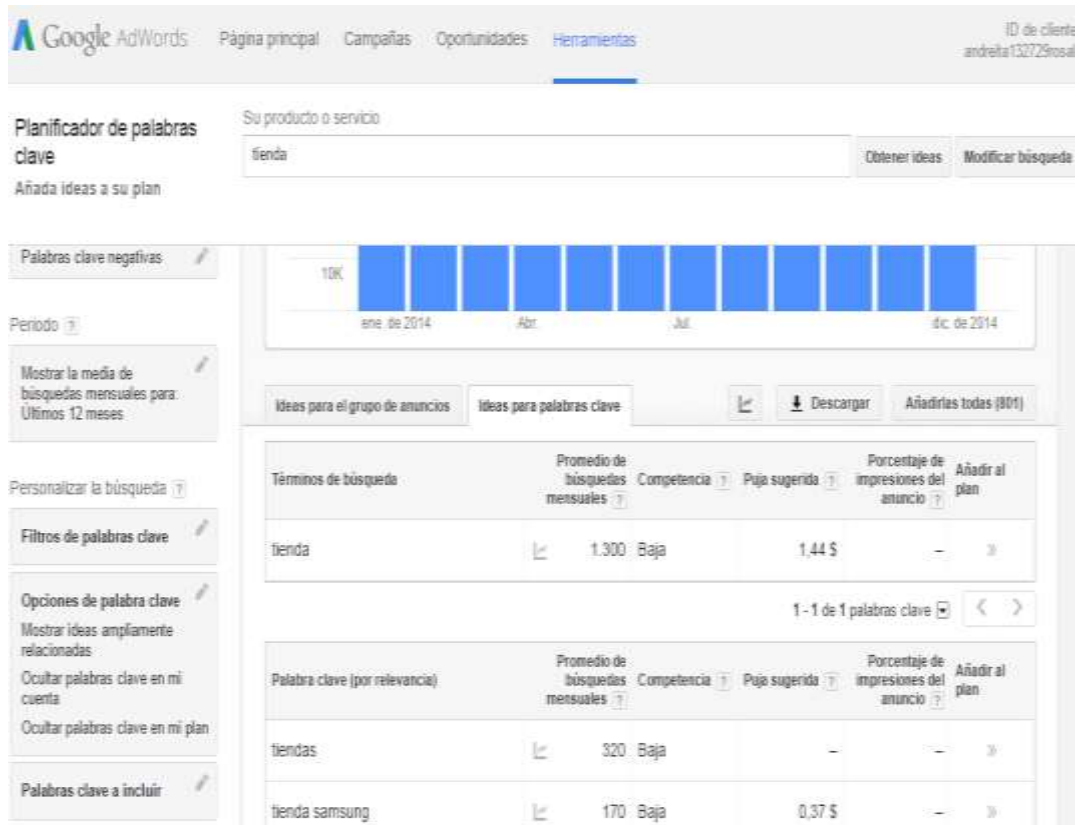 Google AdWords Página principal Campañas Oportunidades Herramientas
ID de cliente
andreita132729rosal
Planificador de palabras
clave
Añada ideas a su plan
Su producto o servicio
tienda
Obtener ideas
Modificar búsqueda
Palabras clave negativas
Periodo ?
Mostrar la media de
búsquedas mensuales para:
Últimos 12 meses
Personalizar la búsqueda ?
Filtros de palabras clave
Opciones de palabra clave
Mostrar ideas ampliamente
relacionadas
Ocultar palabras clave en mi
cuenta
Ocultar palabras clave en mi plan
Palabras clave a incluir
10K
ene. de 2014 Abr. Jul. dic. de 2014
Ideas para el grupo de anuncios Ideas para palabras clave Descargar Añadirlas todas (801)
Términos de búsqueda
Promedio de
búsquedas
mensuales ?
Competencia ?
Puja sugerida ?
Porcentaje de
impresiones del
anuncio ?
Añadir al
plan
tienda 1.300 Baja 1,44 $ – »
1 - 1 de 1 palabras clave
Palabra clave (por relevancia)
Promedio de
búsquedas
mensuales ?
Competencia ?
Puja sugerida ?
Porcentaje de
impresiones del
anuncio ?
Añadir al
plan
tiendas 320 Baja – – »
tienda samsung 170 Baja 0,37 $ – »